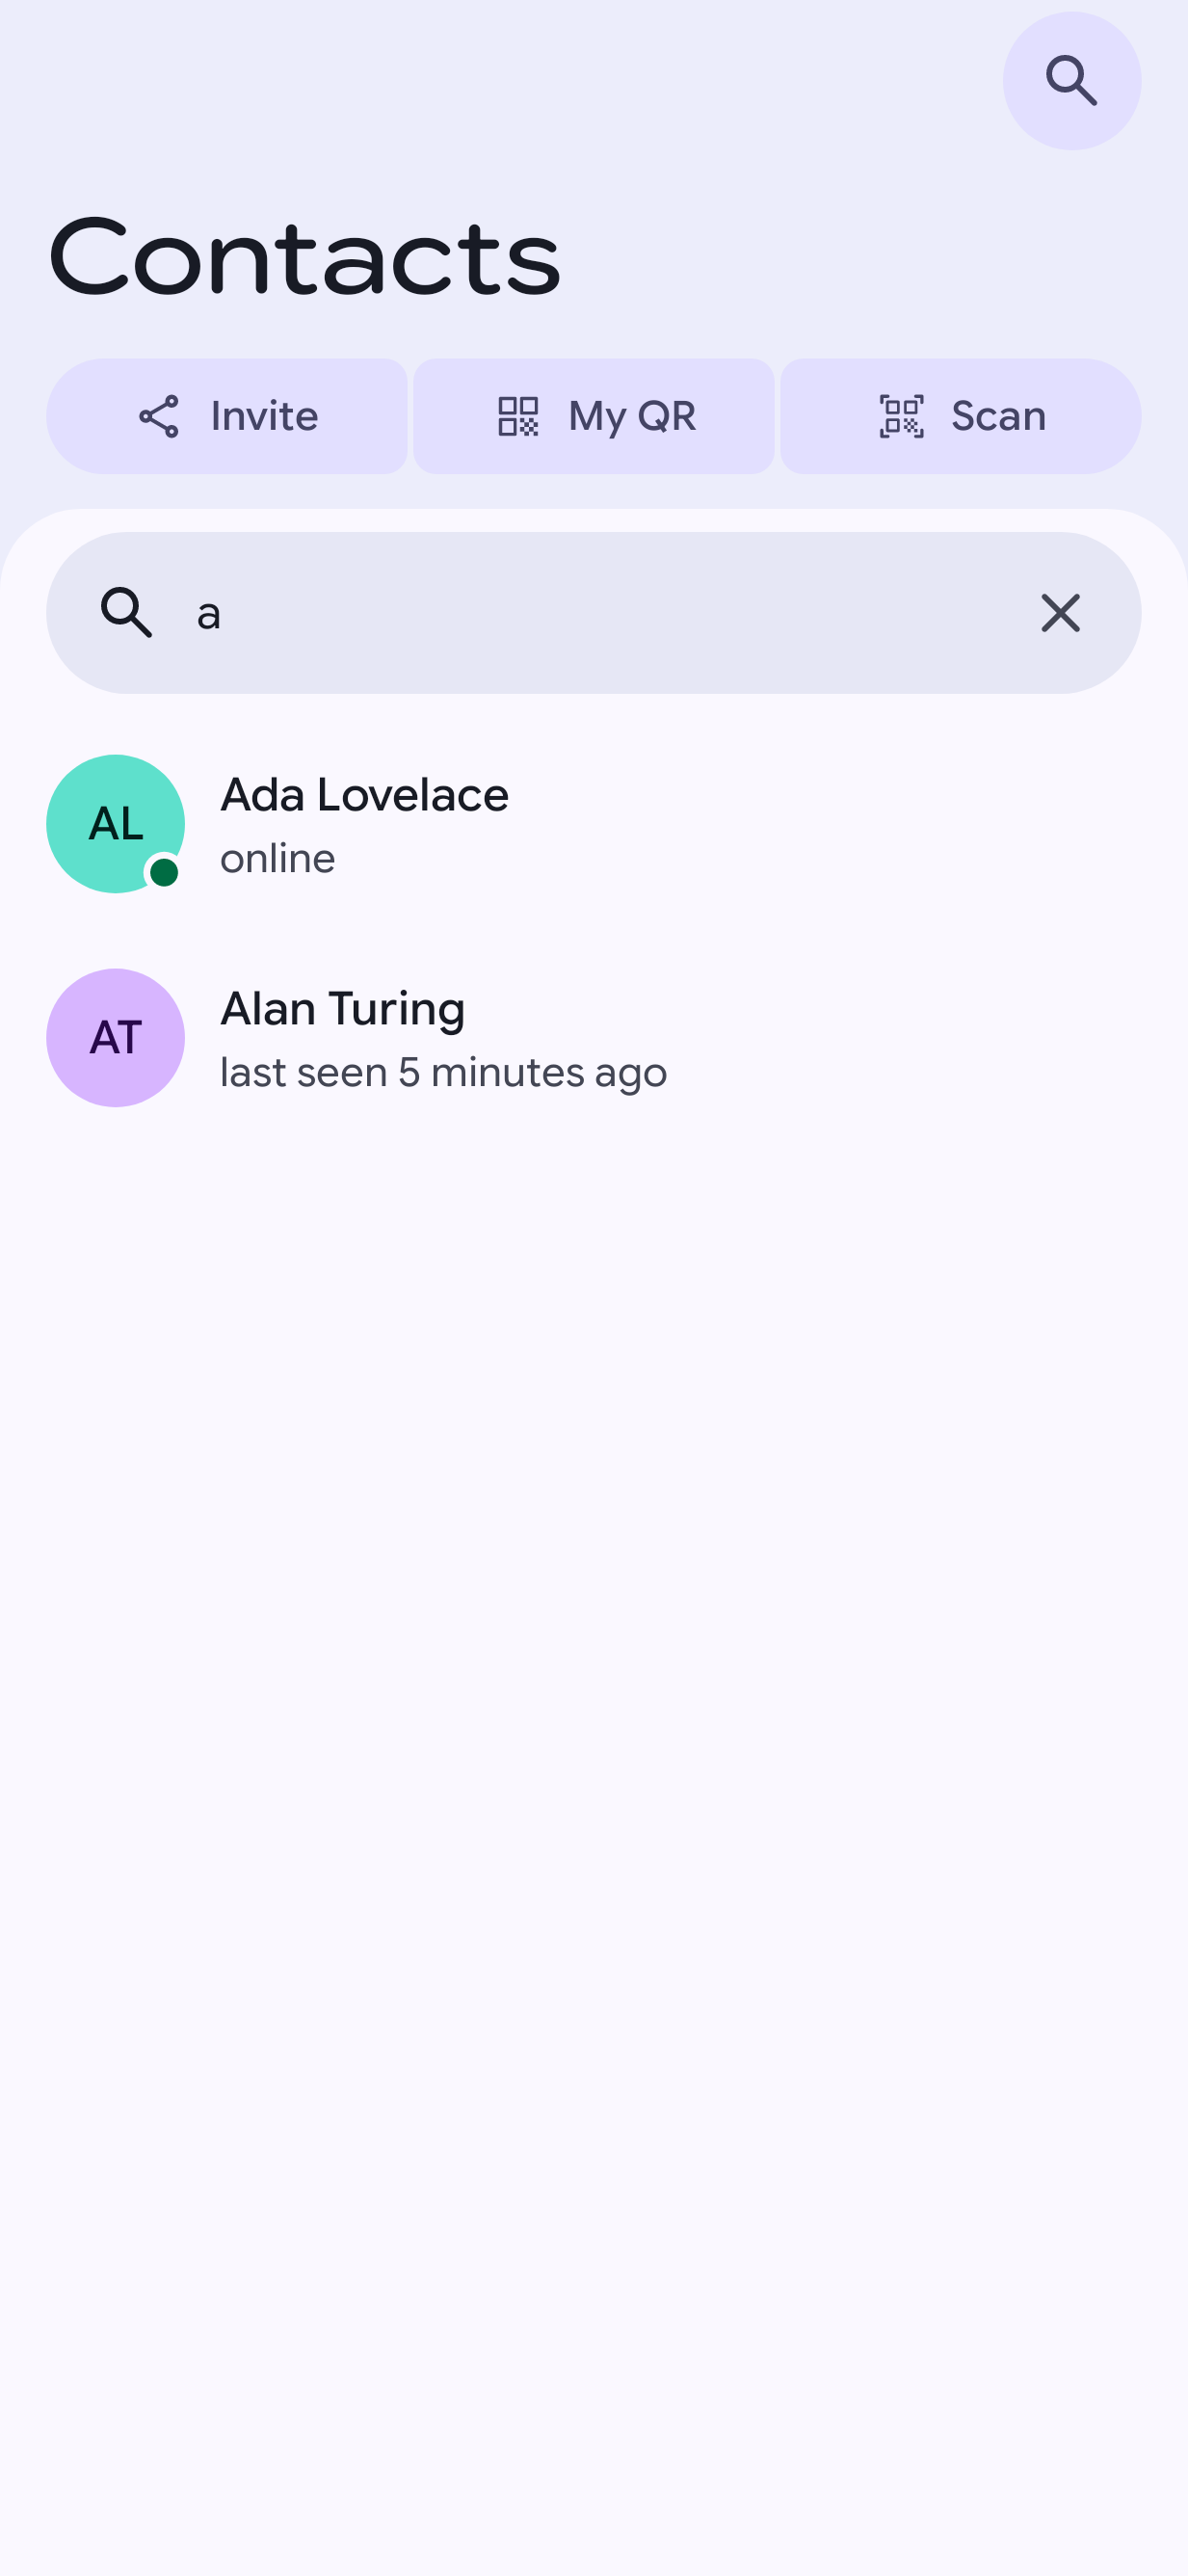 Contacts
Invite
My QR
Scan
a
AL
Ada Lovelace
online
AT
Alan Turing
last seen 5 minutes ago